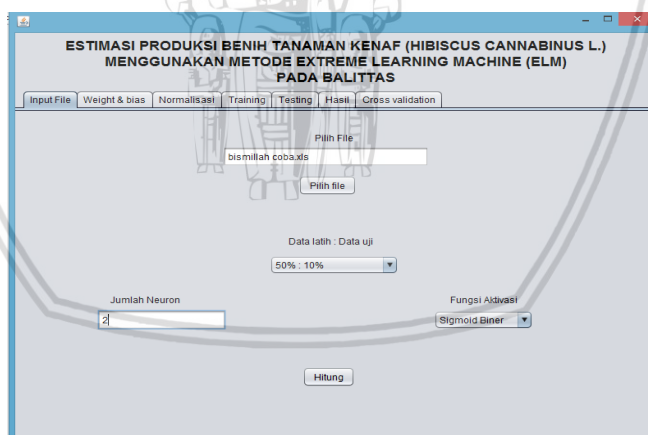 ESTIMASI PRODUKSI BENIH TANAMAN KENAF (HIBISCUS CANNABINUS L.)
MENGGUNAKAN METODE EXTREME LEARNING MACHINE (ELM)
PADA BALITTAS
Input File Weight & bias Normalisasi Training Testing Hasil Cross validation
Pilih File
bismillah coba.xls
Pilih file
Data latih : Data uji
50% : 10%
Jumlah Neuron Fungsi Aktivasi
2 Sigmoid Biner
Hitung